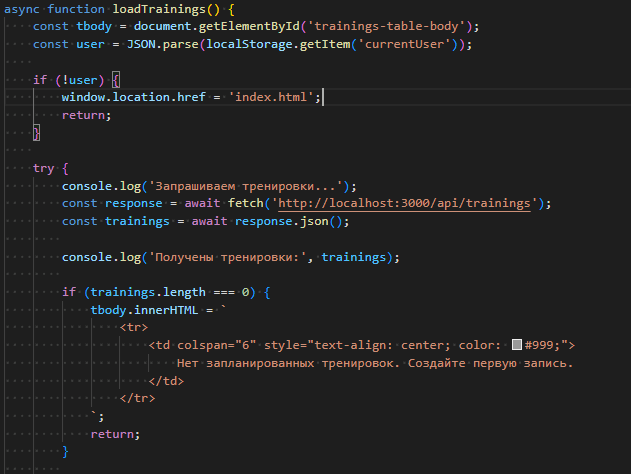 async function loadTrainings() {
    const tbody = document.getElementById('trainings-table-body');
    const user = JSON.parse(localStorage.getItem('currentUser'));
    if (!user) {
        window.location.href = 'index.html';
        return;
    }
    try {
        console.log('Запрашиваем тренировки...');
        const response = await fetch('http://localhost:3000/api/trainings');
        const trainings = await response.json();
        console.log('Получены тренировки:', trainings);
        if (trainings.length === 0) {
            tbody.innerHTML = `
                <tr>
                    <td colspan="6" style="text-align: center; color: #999;">
                        Нет запланированных тренировок. Создайте первую запись.
                    </td>
                </tr>
            `;
            return;
        }